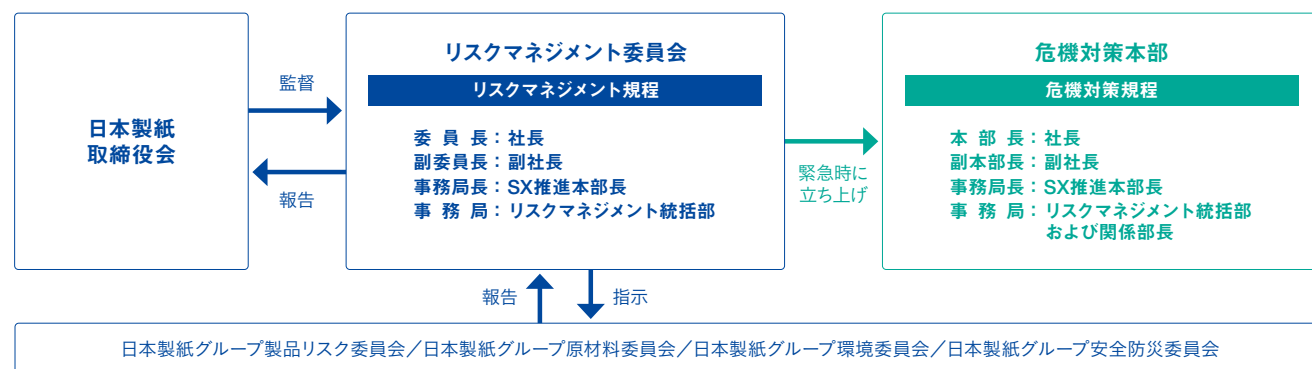 日本製紙
取締役会
監督
報告
リスクマネジメント委員会
リスクマネジメント規程
委 員 長：社長
副委員長：副社長
事務局長：SX推進本部長
事 務 局：リスクマネジメント統括部
緊急時に
立ち上げ
危機対策本部
危機対策規程
本 部 長：社長
副本部長：副社長
事務局長：SX推進本部長
事 務 局：リスクマネジメント統括部
および関係部長
報告
指示
日本製紙グループ製品リスク委員会／日本製紙グループ原材料委員会／日本製紙グループ環境委員会／日本製紙グループ安全防災委員会